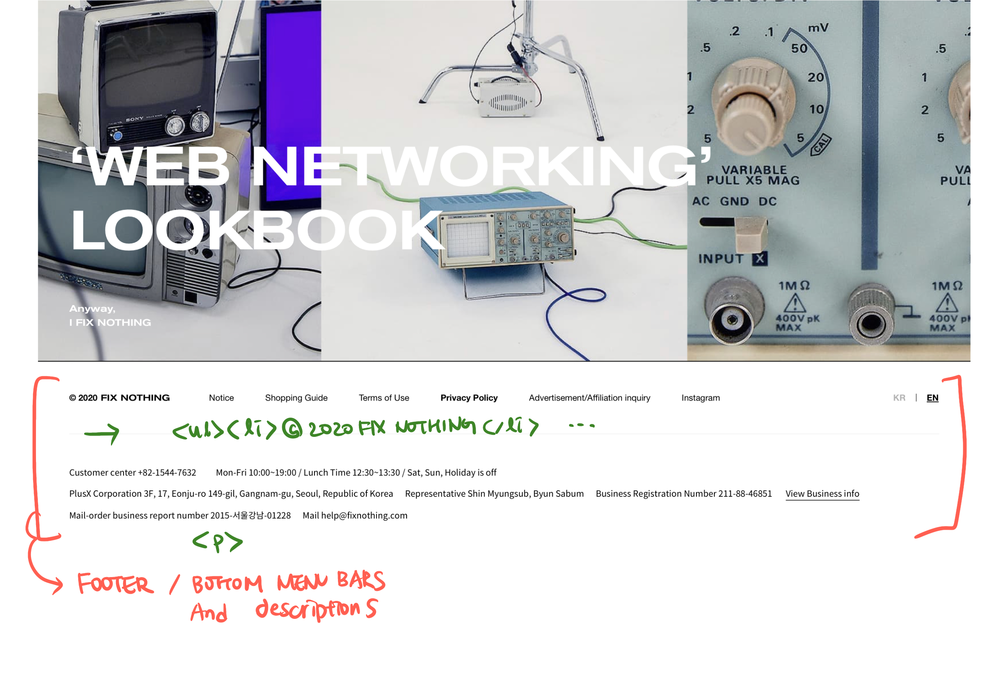 mV
.2 .1
.5 50 .5
1 20 1
2 10 2
5 5 5
CAL
SONY
VARIABLE
PULL X5 MAG
AC GND DC
INPUT X
1M Ω 1M Ω
400V pK
MAX
400V pK
MAX
‘WEB NETWORKING’
LOOKBOOK
Anyway,
I FIX NOTHING
© 2020 FIX NOTHING Notice Shopping Guide Terms of Use Privacy Policy Advertisement/Affiliation inquiry Instagram KR | EN
→ <ul><li>© 2020 FIX NOTHING </li> ...
Customer center +82-1544-7632 Mon-Fri 10:00~19:00 / Lunch Time 12:30~13:30 / Sat, Sun, Holiday is off
PlusX Corporation 3F, 17, Eonju-ro 149-gil, Gangnam-gu, Seoul, Republic of Korea Representative Shin Myungsub, Byun Sabum Business Registration Number 211-88-46851 View Business info
Mail-order business report number 2015-서울강남-01228 Mail help@fixnothing.com
<p>
FOOTER / BOTTOM MENU BARS
And descriptions